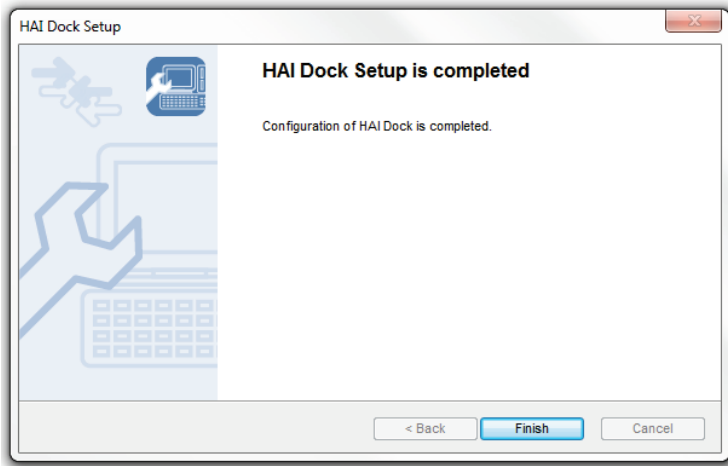 HAI Dock Setup
HAI Dock Setup is completed
Configuration of HAI Dock is completed.
< Back
Finish
Cancel